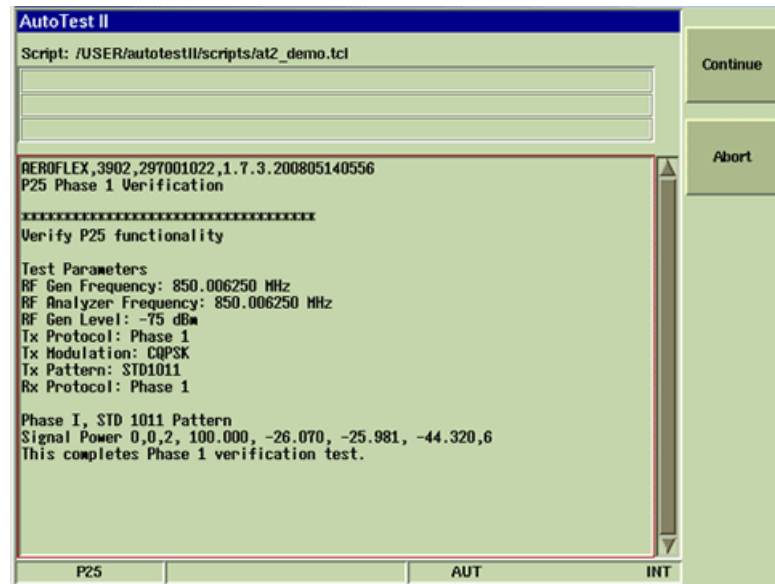 AutoTest II
Script: /USER/autotestII/scripts/at2_demo.tcl
Continue
Abort
AEROFLEX,3902,297001022,1.7.3.200805140556
P25 Phase 1 Verification
***********************************
Verify P25 functionality
Test Parameters
RF Gen Frequency: 850.006250 MHz
RF Analyzer Frequency: 850.006250 MHz
RF Gen Level: -75 dBm
Tx Protocol: Phase 1
Tx Modulation: CQPSK
Tx Pattern: STD1011
Rx Protocol: Phase 1
Phase I, STD 1011 Pattern
Signal Power 0,0,2, 100.000, -26.070, -25.981, -44.320,6
This completes Phase 1 verification test.
P25
AUT
INT